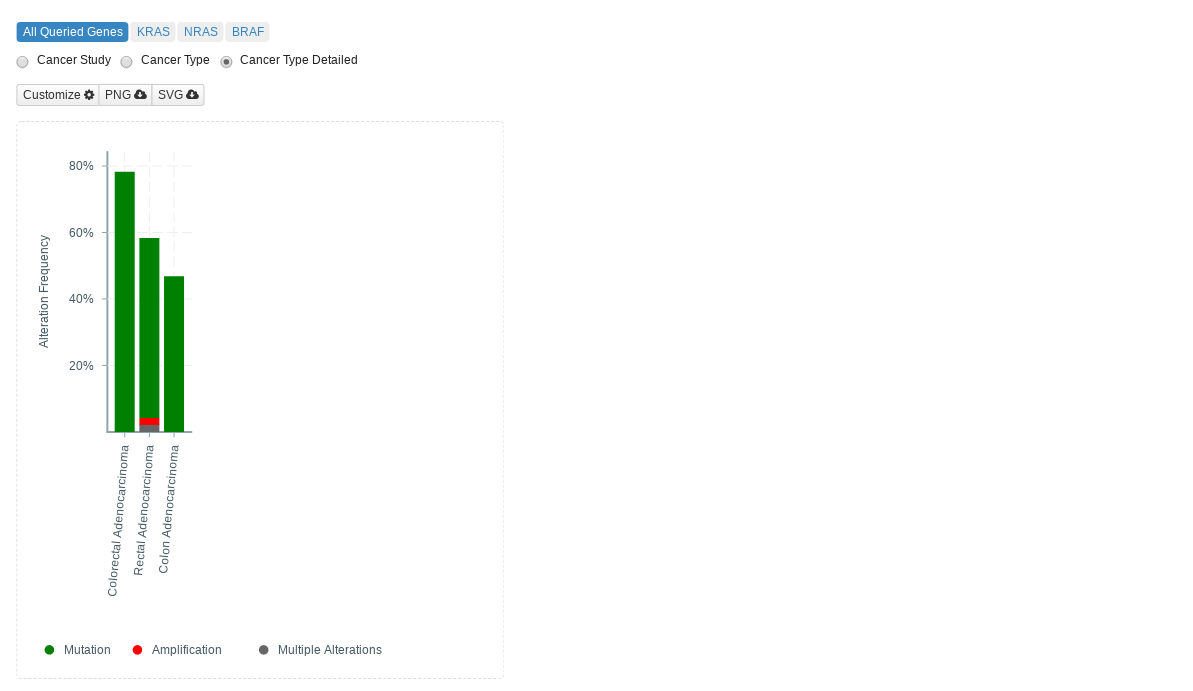 All Queried Genes KRAS NRAS BRAF
Cancer Study Cancer Type Cancer Type Detailed
Customize PNG SVG
80%
60%
40%
20%
Alteration Frequency
Colorectal Adenocarcinoma
Rectal Adenocarcinoma
Colon Adenocarcinoma
Mutation Amplification Multiple Alterations